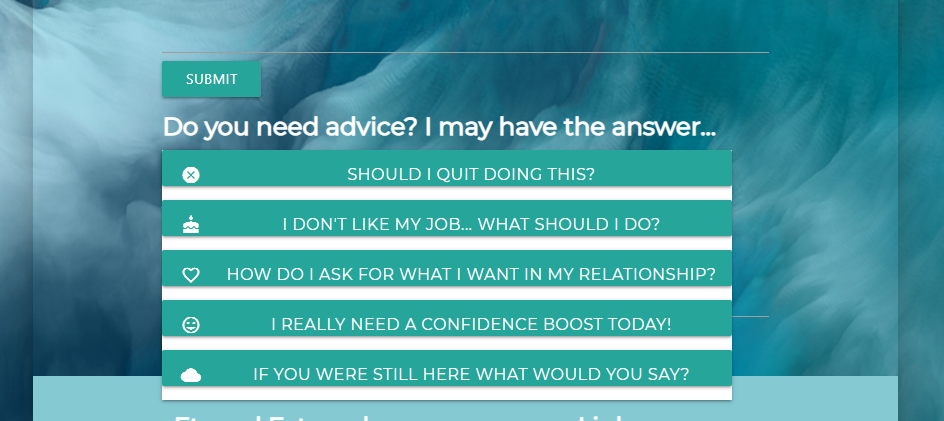 SUBMIT
Do you need advice? I may have the answer...
SHOULD I QUIT DOING THIS?
I DON'T LIKE MY JOB... WHAT SHOULD I DO?
HOW DO I ASK FOR WHAT I WANT IN MY RELATIONSHIP?
I REALLY NEED A CONFIDENCE BOOST TODAY!
IF YOU WERE STILL HERE WHAT WOULD YOU SAY?